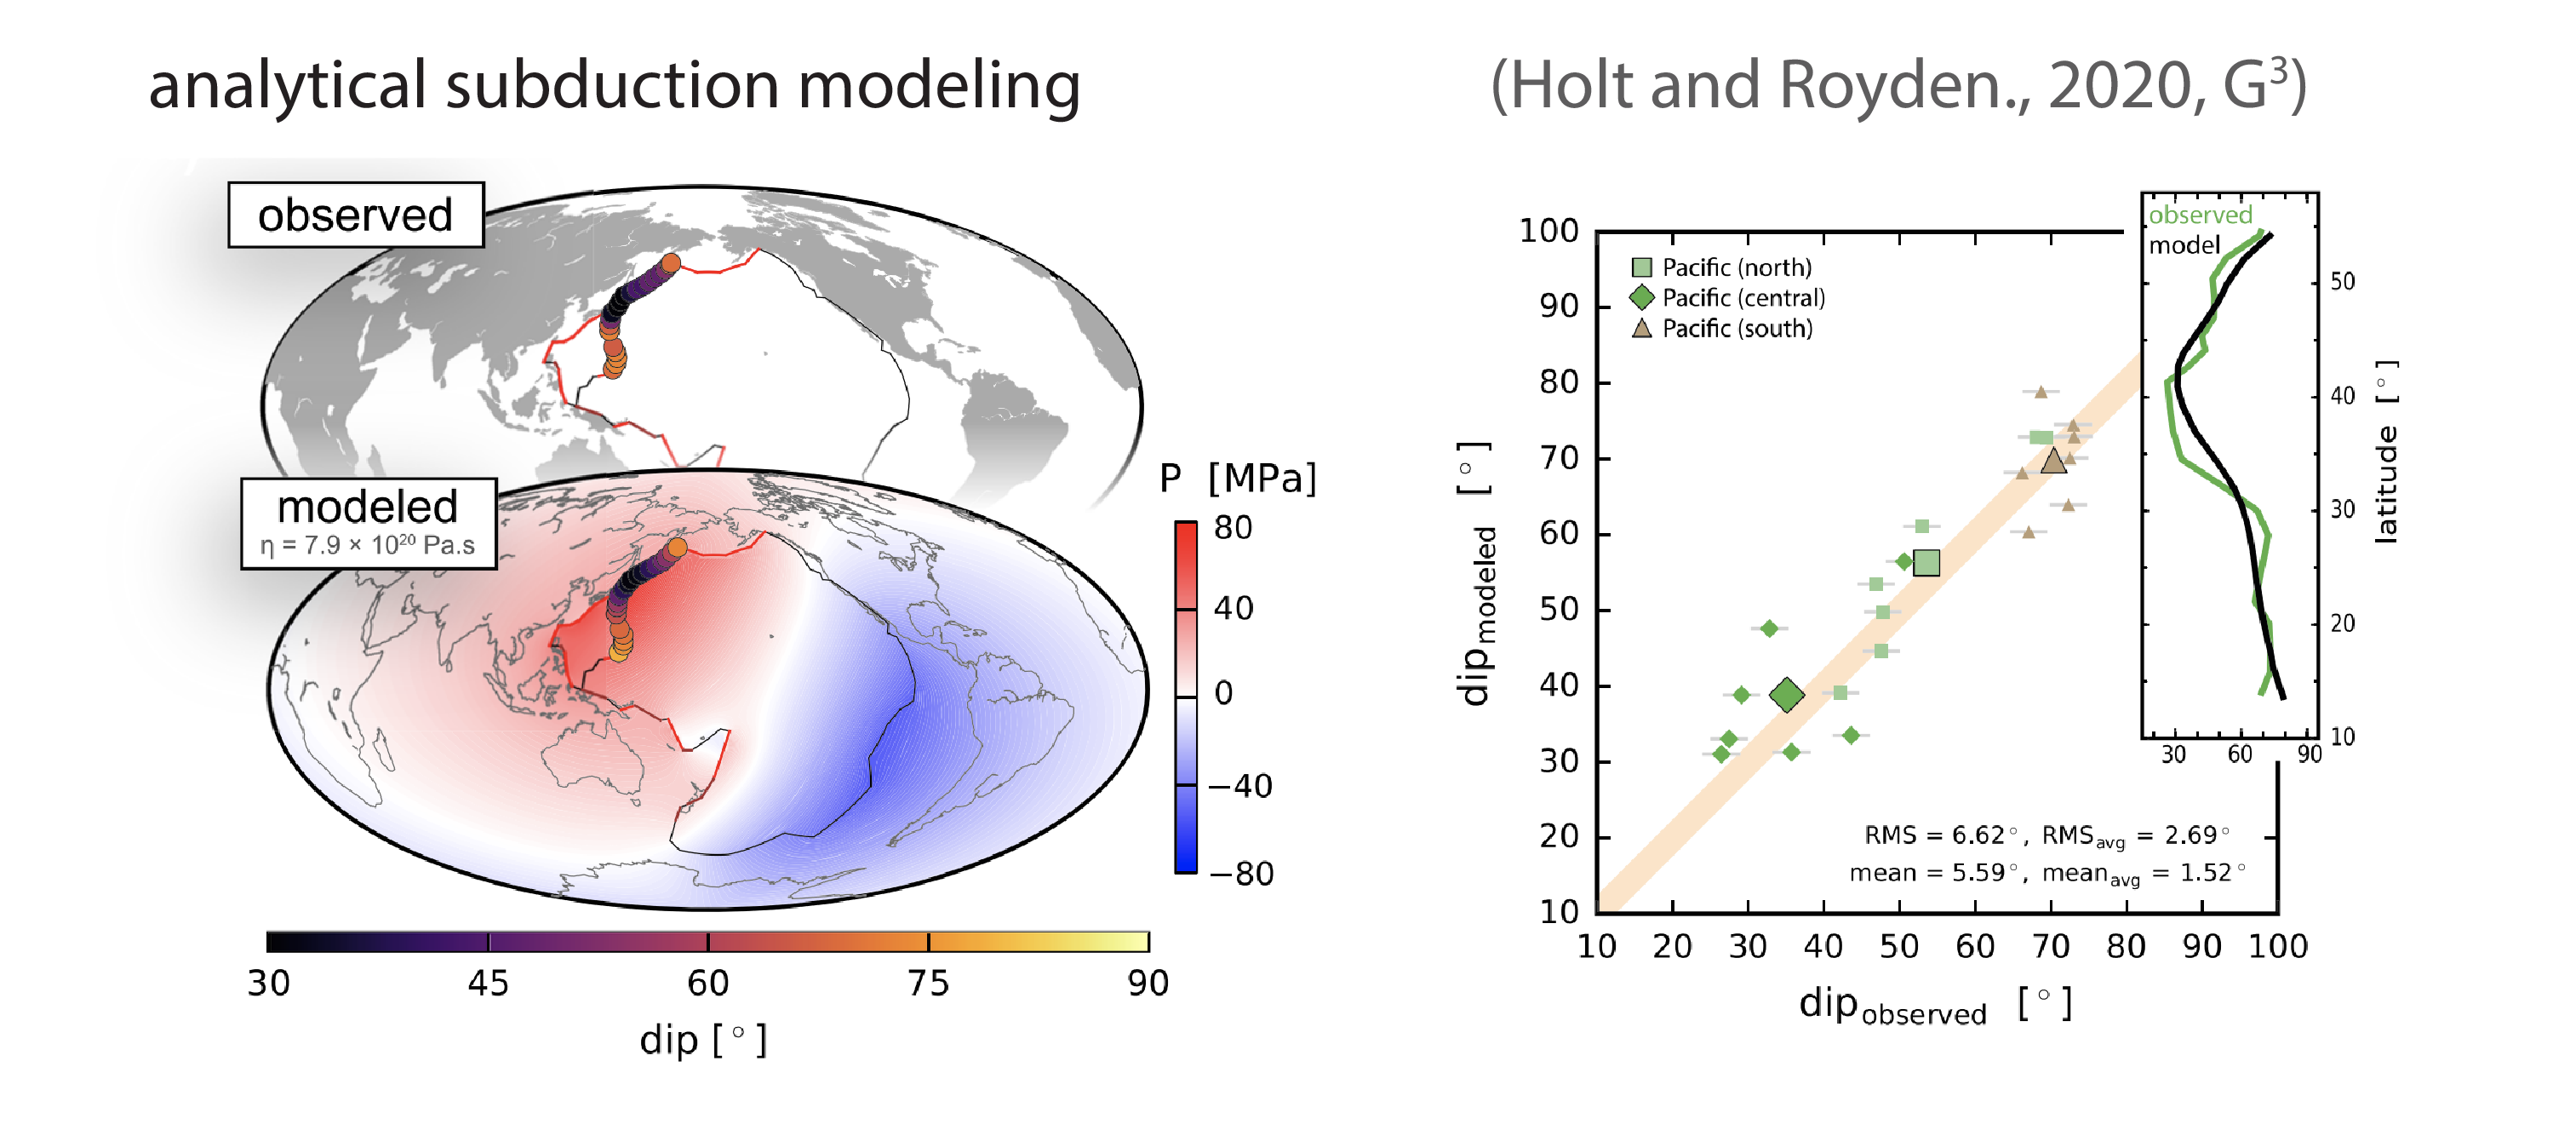 analytical subduction modeling
(Holt and Royden., 2020, G³)
observed
modeled
η = 7.9 × 10²⁰ Pa.s
P [MPa]
80
40
0
−40
−80
30 45 60 75 90
dip [°]
100
90
80
70
60
50
40
30
20
10
dip_modeled [°]
Pacific (north)
Pacific (central)
Pacific (south)
RMS = 6.62°, RMS_avg = 2.69°
mean = 5.59°, mean_avg = 1.52°
10 20 30 40 50 60 70 80 90 100
dip_observed [°]
observed
model
50
40
30
20
10
latitude [°]
30 60 90